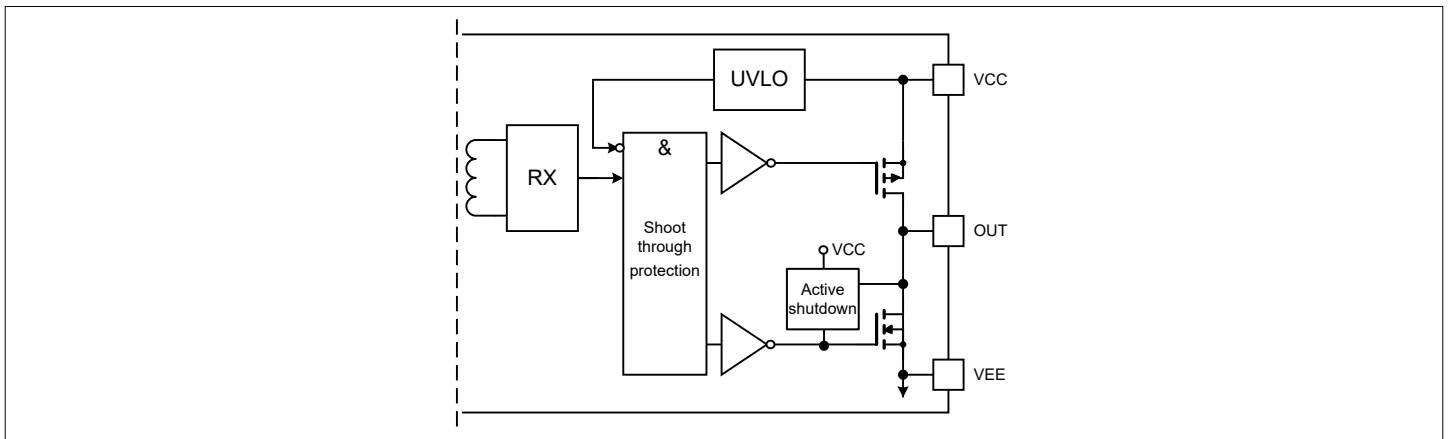 UVLO
VCC
&
RX
Shoot
through
protection
OUT
VCC
Active
shutdown
VEE